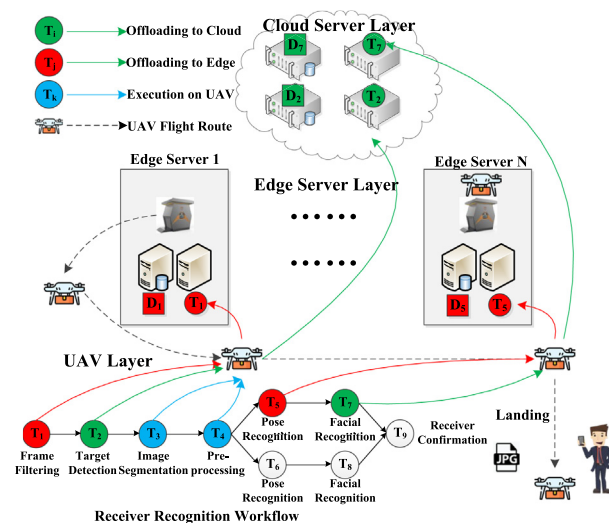 Tᵢ Offloading to Cloud
Tⱼ Offloading to Edge
Tₖ Execution on UAV
UAV Flight Route
Cloud Server Layer
D₇ T₇
D₂ T₂
Edge Server 1
Edge Server N
Edge Server Layer
......
......
D₁ T₁
D₅ T₅
UAV Layer
T₁ T₂ T₃ T₄ T₅ T₇ T₉
Frame Filtering
Target Detection
Image Segmentation
Pre-processing
Pose Recogtiltion
Facial Recogtiltion
Receiver Confirmation
T₆ T₈
Pose Recognition
Facial Recognition
Landing
JPG
Receiver Recognition Workflow